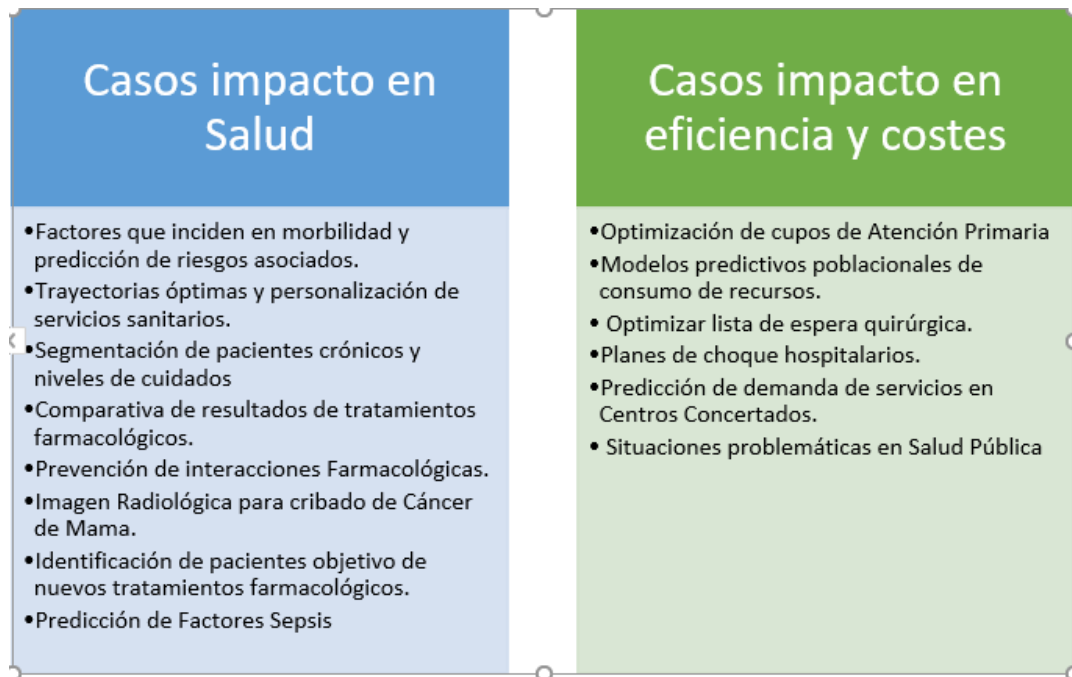 Casos impacto en
Salud
•Factores que inciden en morbilidad y
predicción de riesgos asociados.
•Trayectorias óptimas y personalización de
servicios sanitarios.
•Segmentación de pacientes crónicos y
niveles de cuidados
•Comparativa de resultados de tratamientos
farmacológicos.
•Prevención de interacciones Farmacológicas.
•Imagen Radiológica para cribado de Cáncer
de Mama.
•Identificación de pacientes objetivo de
nuevos tratamientos farmacológicos.
•Predicción de Factores Sepsis
Casos impacto en
eficiencia y costes
•Optimización de cupos de Atención Primaria
•Modelos predictivos poblacionales de
consumo de recursos.
• Optimizar lista de espera quirúrgica.
•Planes de choque hospitalarios.
•Predicción de demanda de servicios en
Centros Concertados.
• Situaciones problemáticas en Salud Pública